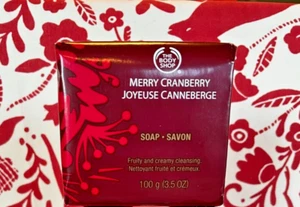 THE
BODY
SHOP
MERRY CRANBERRY
JOYEUSE CANNEBERGE
SOAP • SAVON
Fruity and creamy cleansing
Nettoyant fruité et crémeux
100 g (3.5 OZ)